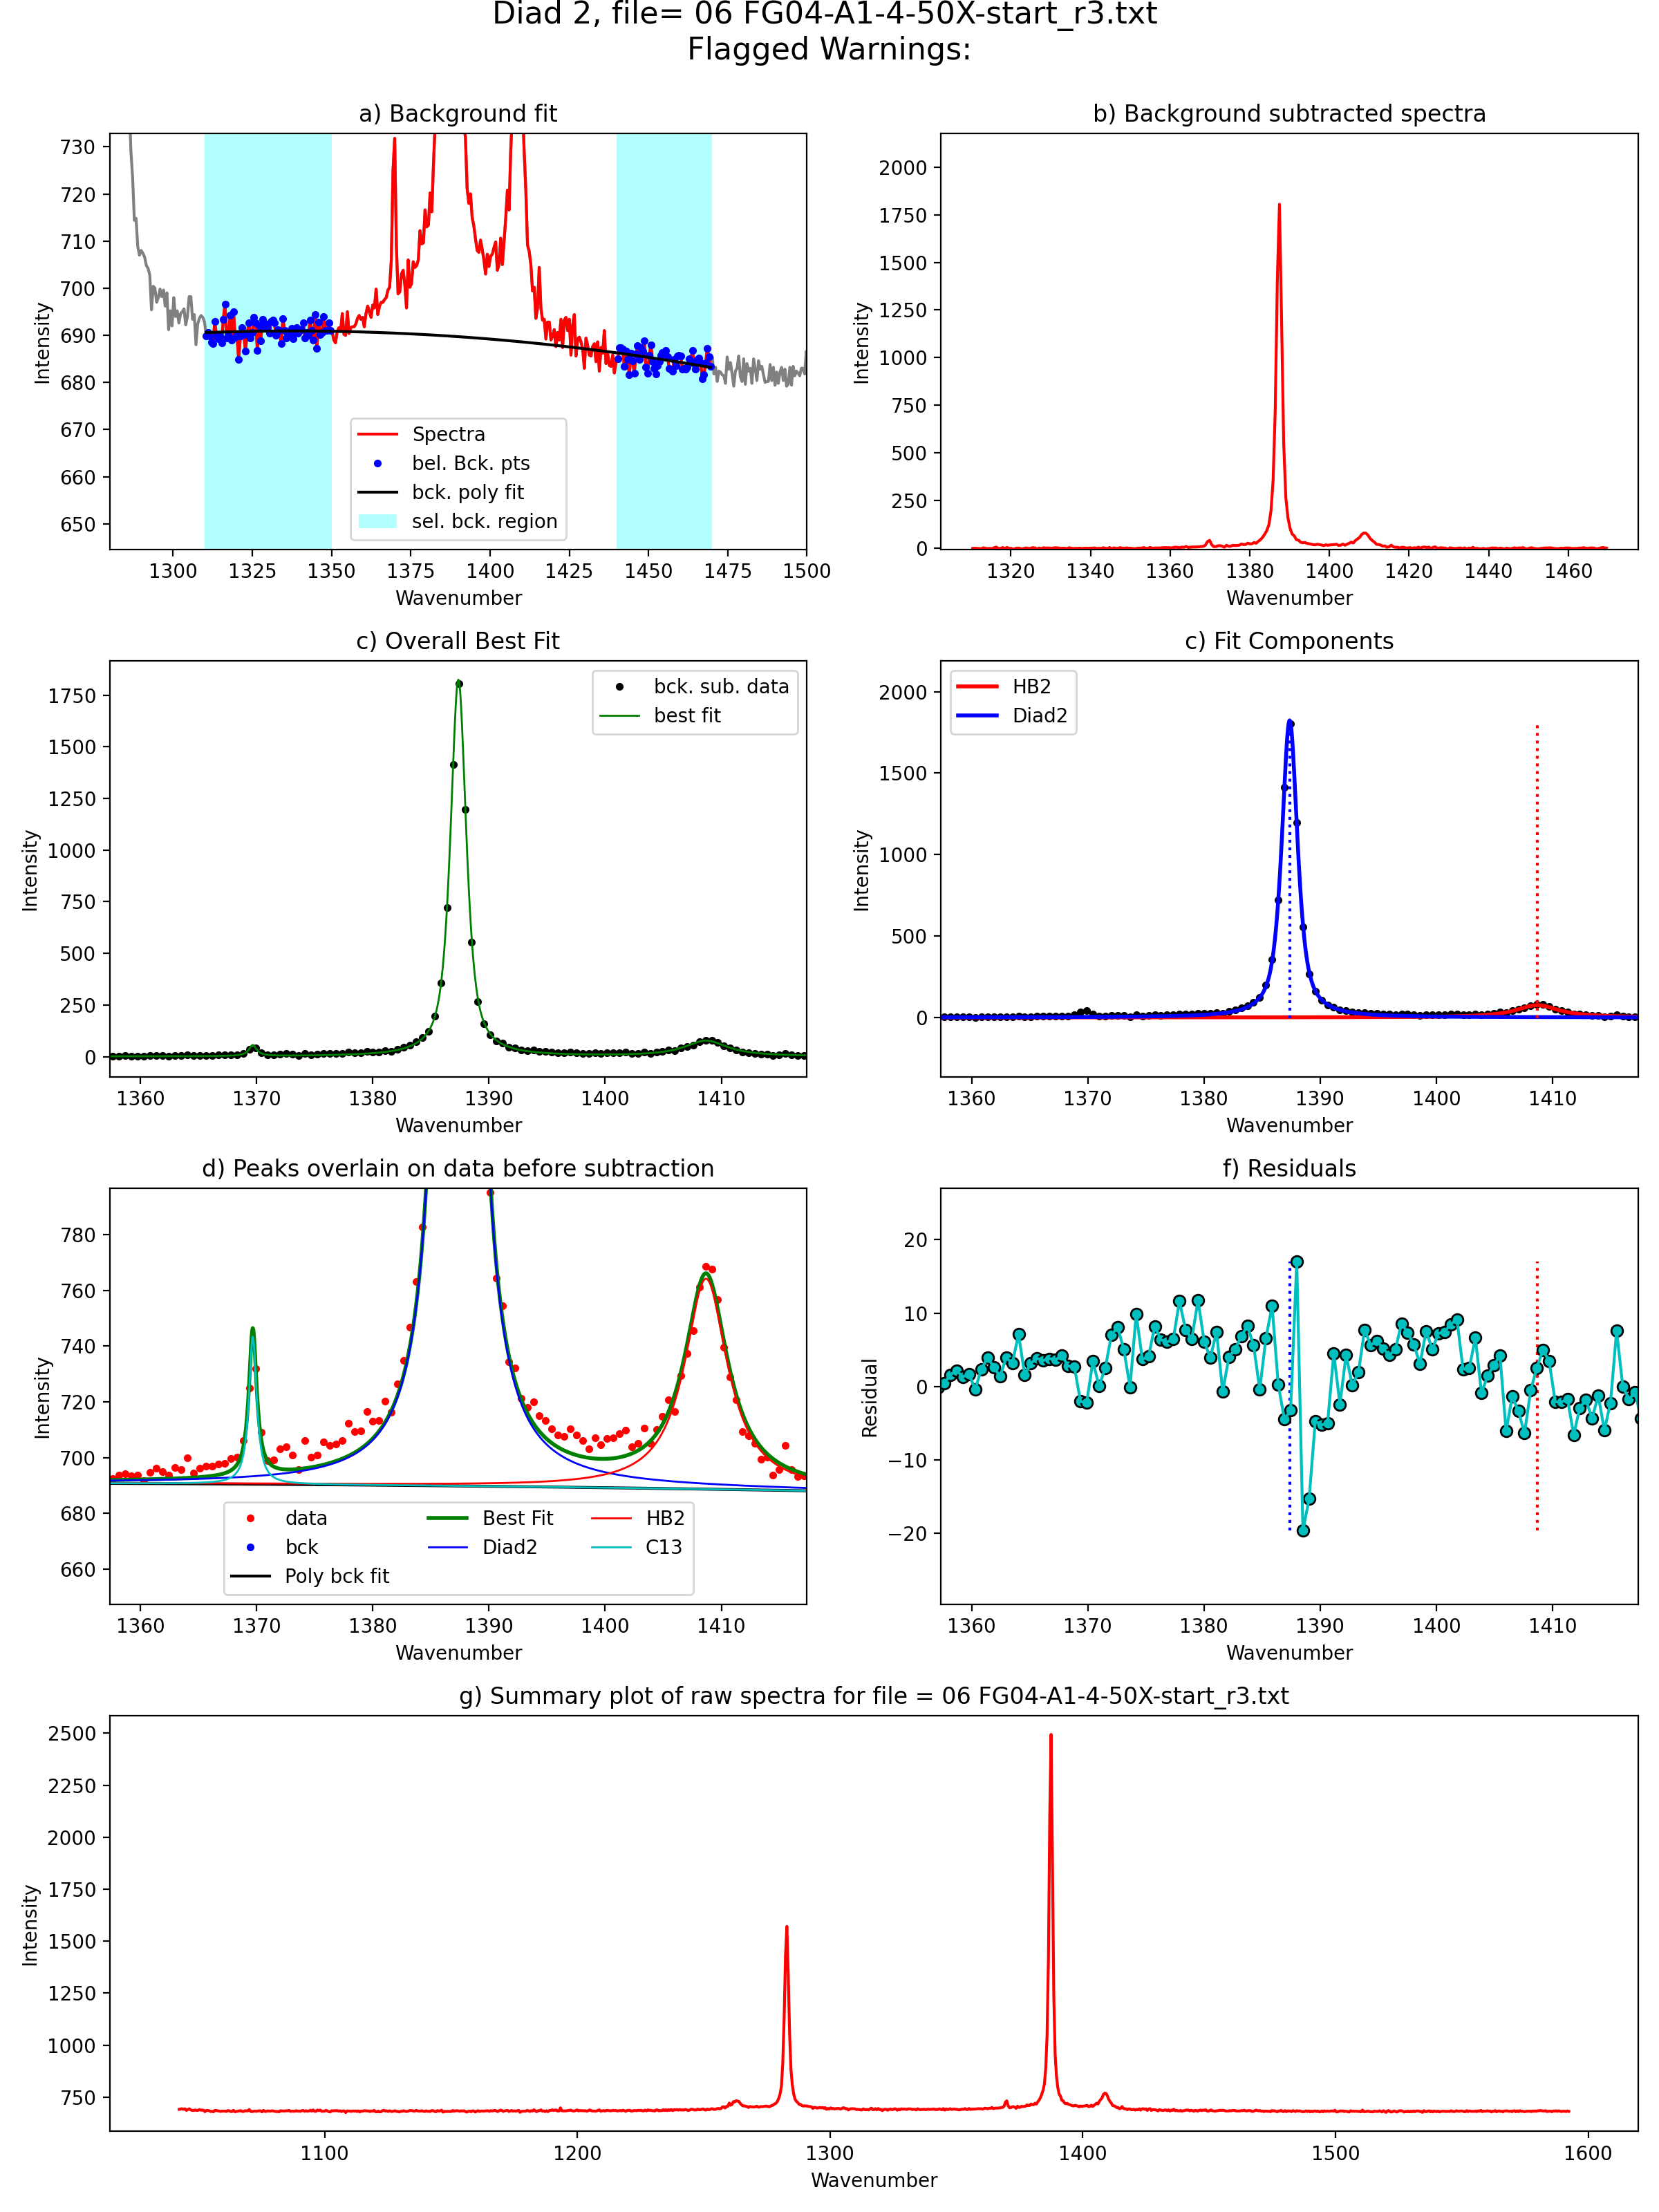 Diad 2, file= 06 FG04-A1-4-50X-start_r3.txt
Flagged Warnings:
a) Background fit
730
720
710
700
690
680
670
660
650
Intensity
Spectra
bel. Bck. pts
bck. poly fit
sel. bck. region
1300 1325 1350 1375 1400 1425 1450 1475 1500
Wavenumber
b) Background subtracted spectra
2000
1750
1500
1250
1000
750
500
250
0
Intensity
1320 1340 1360 1380 1400 1420 1440 1460
Wavenumber
c) Overall Best Fit
1750
1500
1250
1000
750
500
250
0
Intensity
bck. sub. data
best fit
1360 1370 1380 1390 1400 1410
Wavenumber
c) Fit Components
2000
1500
1000
500
0
Intensity
HB2
Diad2
1360 1370 1380 1390 1400 1410
Wavenumber
d) Peaks overlain on data before subtraction
780
760
740
720
700
680
660
Intensity
data
bck
Poly bck fit
Best Fit
Diad2
HB2
C13
1360 1370 1380 1390 1400 1410
Wavenumber
f) Residuals
20
10
0
−10
−20
Residual
1360 1370 1380 1390 1400 1410
Wavenumber
g) Summary plot of raw spectra for file = 06 FG04-A1-4-50X-start_r3.txt
2500
2250
2000
1750
1500
1250
1000
750
Intensity
1100 1200 1300 1400 1500 1600
Wavenumber